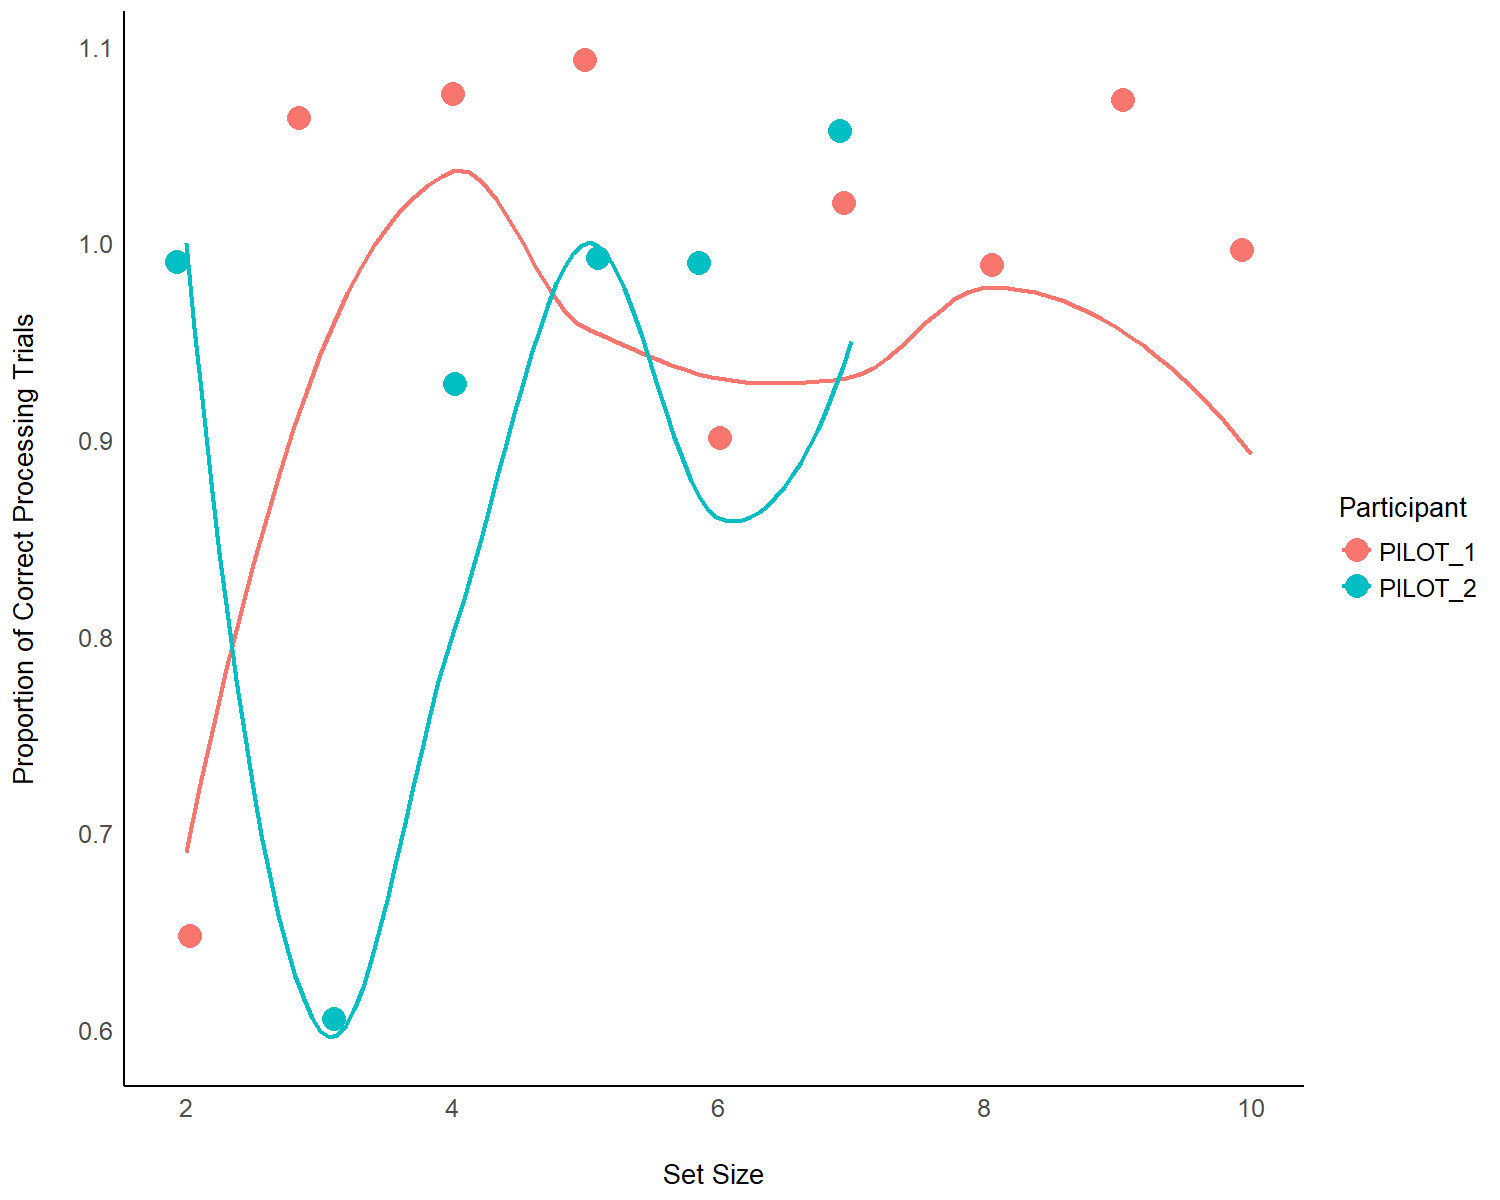 1.1
1.0
0.9
0.8
0.7
0.6
Proportion of Correct Processing Trials
2 4 6 8 10
Set Size
Participant
PILOT_1
PILOT_2